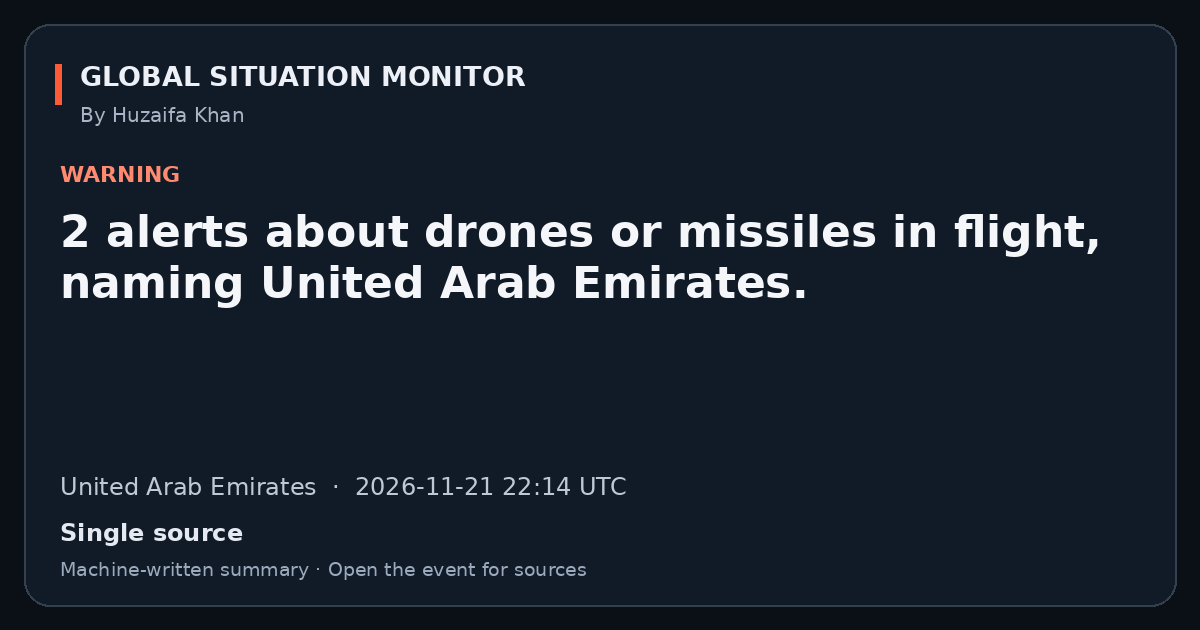 GLOBAL SITUATION MONITOR
By Huzaifa Khan
WARNING
2 alerts about drones or missiles in flight,
naming United Arab Emirates.
United Arab Emirates · 2026-11-21 22:14 UTC
Single source
Machine-written summary · Open the event for sources